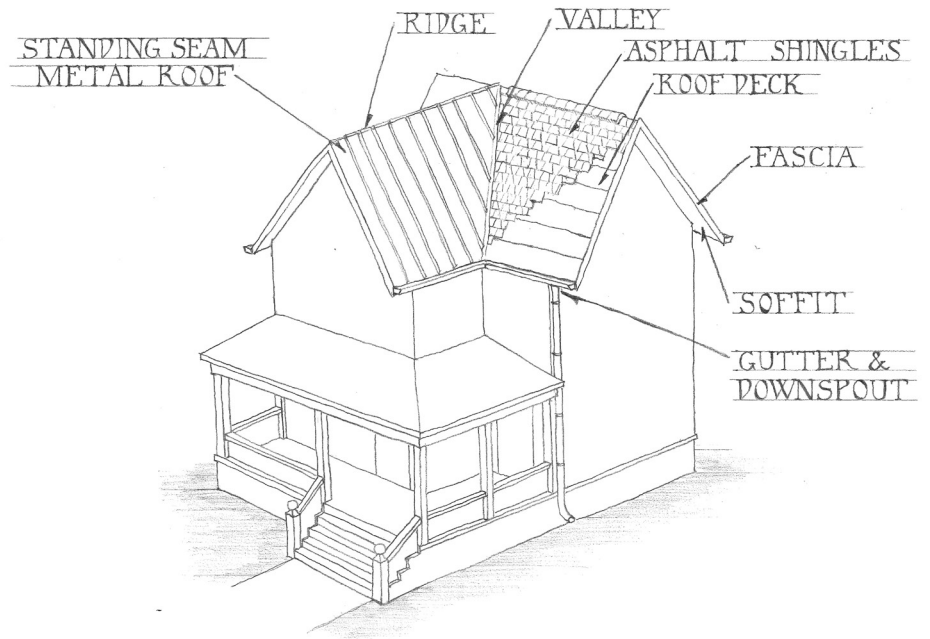 STANDING SEAM
METAL ROOF
RIDGE
VALLEY
ASPHALT SHINGLES
ROOF DECK
FASCIA
SOFFIT
GUTTER &
DOWNSPOUT